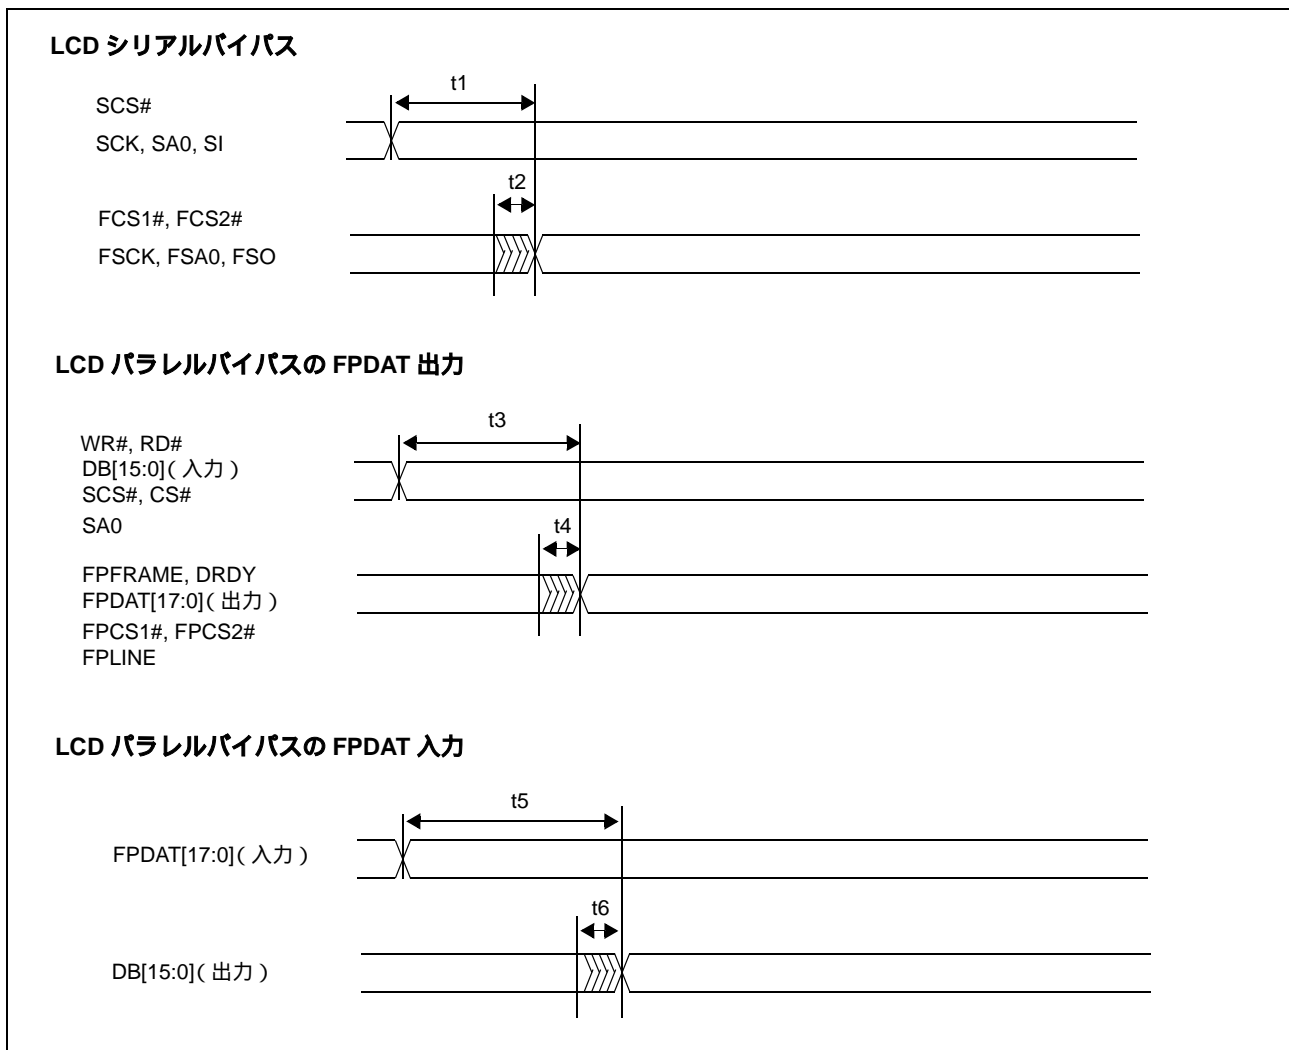 LCD シリアルバイパス
t1
SCS#
SCK, SA0, SI
t2
FCS1#, FCS2#
FSCK, FSA0, FSO
LCD パラレルバイパスの FPDAT 出力
t3
WR#, RD#
DB[15:0]( 入力 )
SCS#, CS#
SA0
t4
FPFRAME, DRDY
FPDAT[17:0]( 出力 )
FPCS1#, FPCS2#
FPLINE
LCD パラレルバイパスの FPDAT 入力
t5
FPDAT[17:0]( 入力 )
t6
DB[15:0]( 出力 )